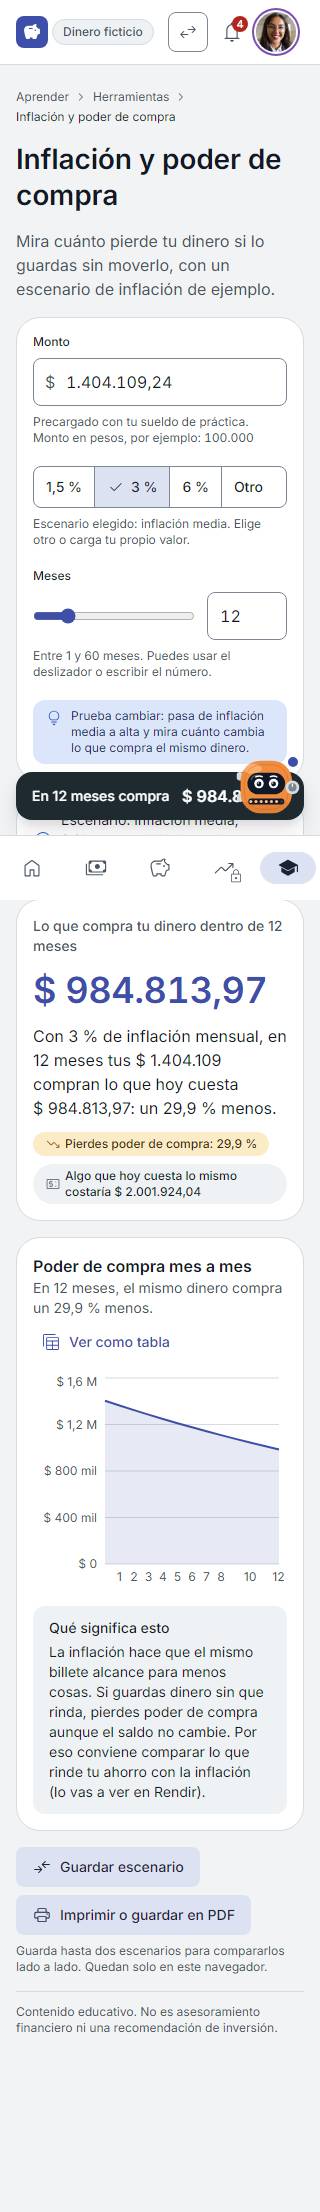 Dinero ficticio
4
Aprender > Herramientas >
Inflación y poder de compra
Inflación y poder de
compra
Mira cuánto pierde tu dinero si lo
guardas sin moverlo, con un
escenario de inflación de ejemplo.
Monto
$ 1.404.109,24
Precargado con tu sueldo de práctica.
Monto en pesos, por ejemplo: 100.000
1,5 % 3 % 6 % Otro
Escenario elegido: inflación media. Elige
otro o carga tu propio valor.
Meses
12
Entre 1 y 60 meses. Puedes usar el
deslizador o escribir el número.
Prueba cambiar: pasa de inflación
media a alta y mira cuánto cambia
lo que compra el mismo dinero.
En 12 meses compra $ 984.8
Escenario: inflación media,
Lo que compra tu dinero dentro de 12
meses
$ 984.813,97
Con 3 % de inflación mensual, en
12 meses tus $ 1.404.109
compran lo que hoy cuesta
$ 984.813,97: un 29,9 % menos.
Pierdes poder de compra: 29,9 %
Algo que hoy cuesta lo mismo
costaría $ 2.001.924,04
Poder de compra mes a mes
En 12 meses, el mismo dinero compra
un 29,9 % menos.
Ver como tabla
$ 1,6 M
$ 1,2 M
$ 800 mil
$ 400 mil
$ 0
1 2 3 4 5 6 7 8 10 12
Qué significa esto
La inflación hace que el mismo
billete alcance para menos
cosas. Si guardas dinero sin que
rinda, pierdes poder de compra
aunque el saldo no cambie. Por
eso conviene comparar lo que
rinde tu ahorro con la inflación
(lo vas a ver en Rendir).
Guardar escenario
Imprimir o guardar en PDF
Guarda hasta dos escenarios para compararlos
lado a lado. Quedan solo en este navegador.
Contenido educativo. No es asesoramiento
financiero ni una recomendación de inversión.